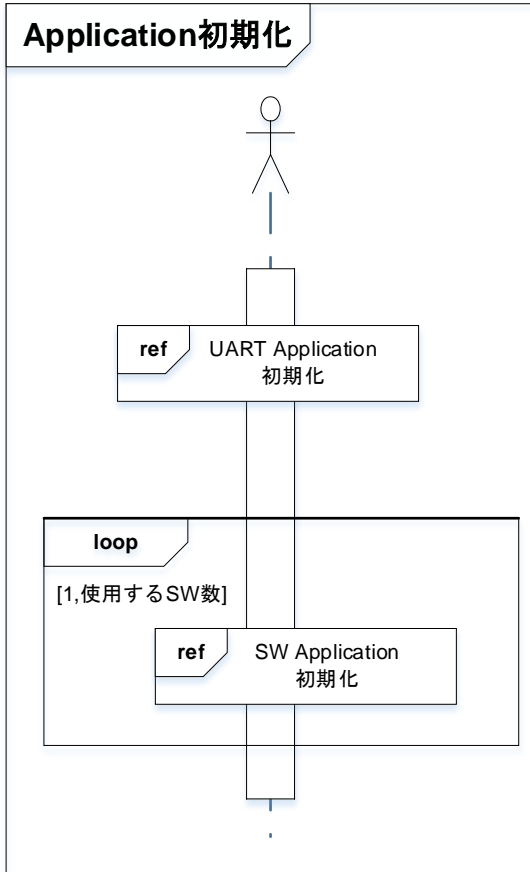 Application初期化
ref
UART Application
初期化
loop
[1,使用するSW数]
ref
SW Application
初期化